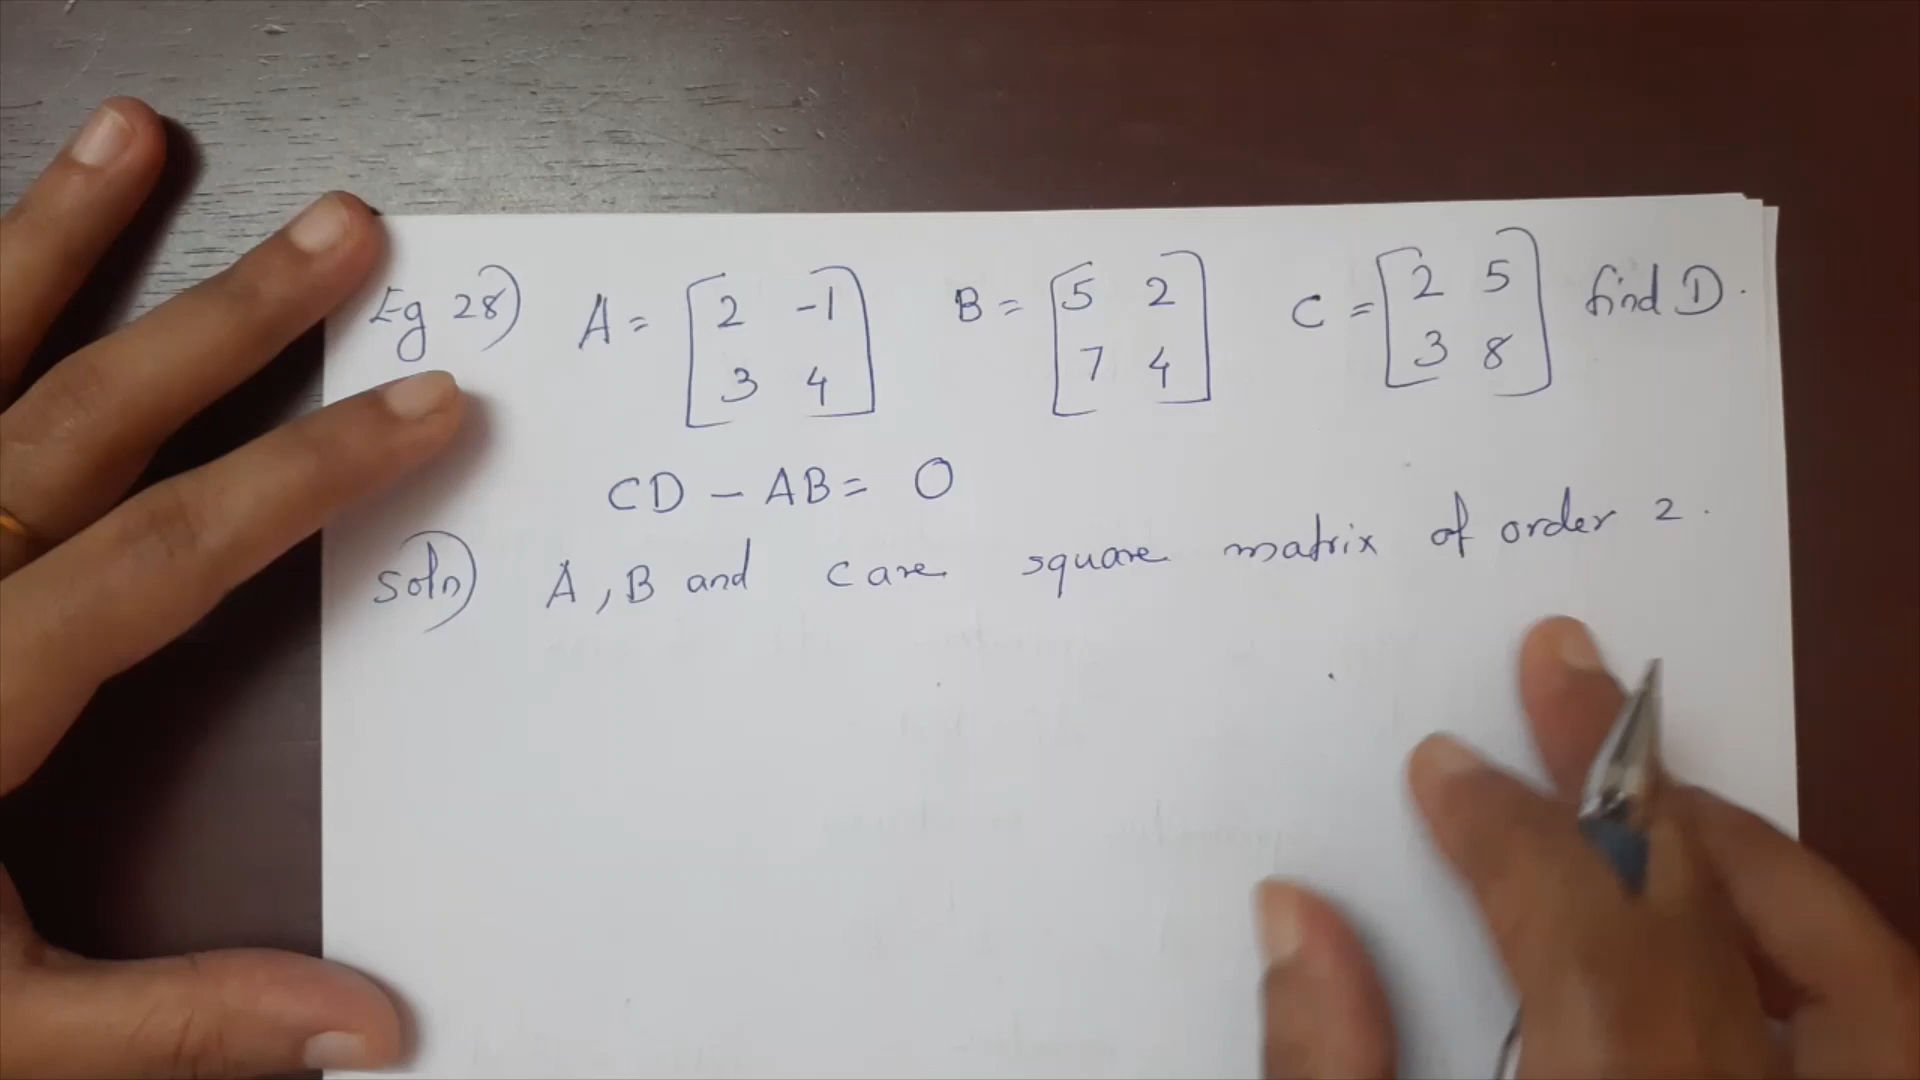 Eg 28) A = [2 -1 3 4] B = [5 2 7 4] C = [2 5 3 8] find D.
CD - AB = O
Soln) A, B and C are square matrix of order 2.